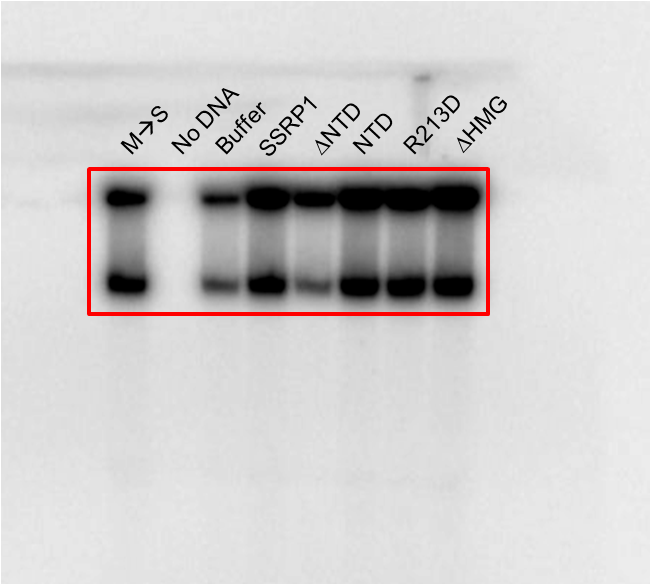 M→S
No DNA
Buffer
SSRP1
ΔNTD
NTD
R213D
ΔHMG